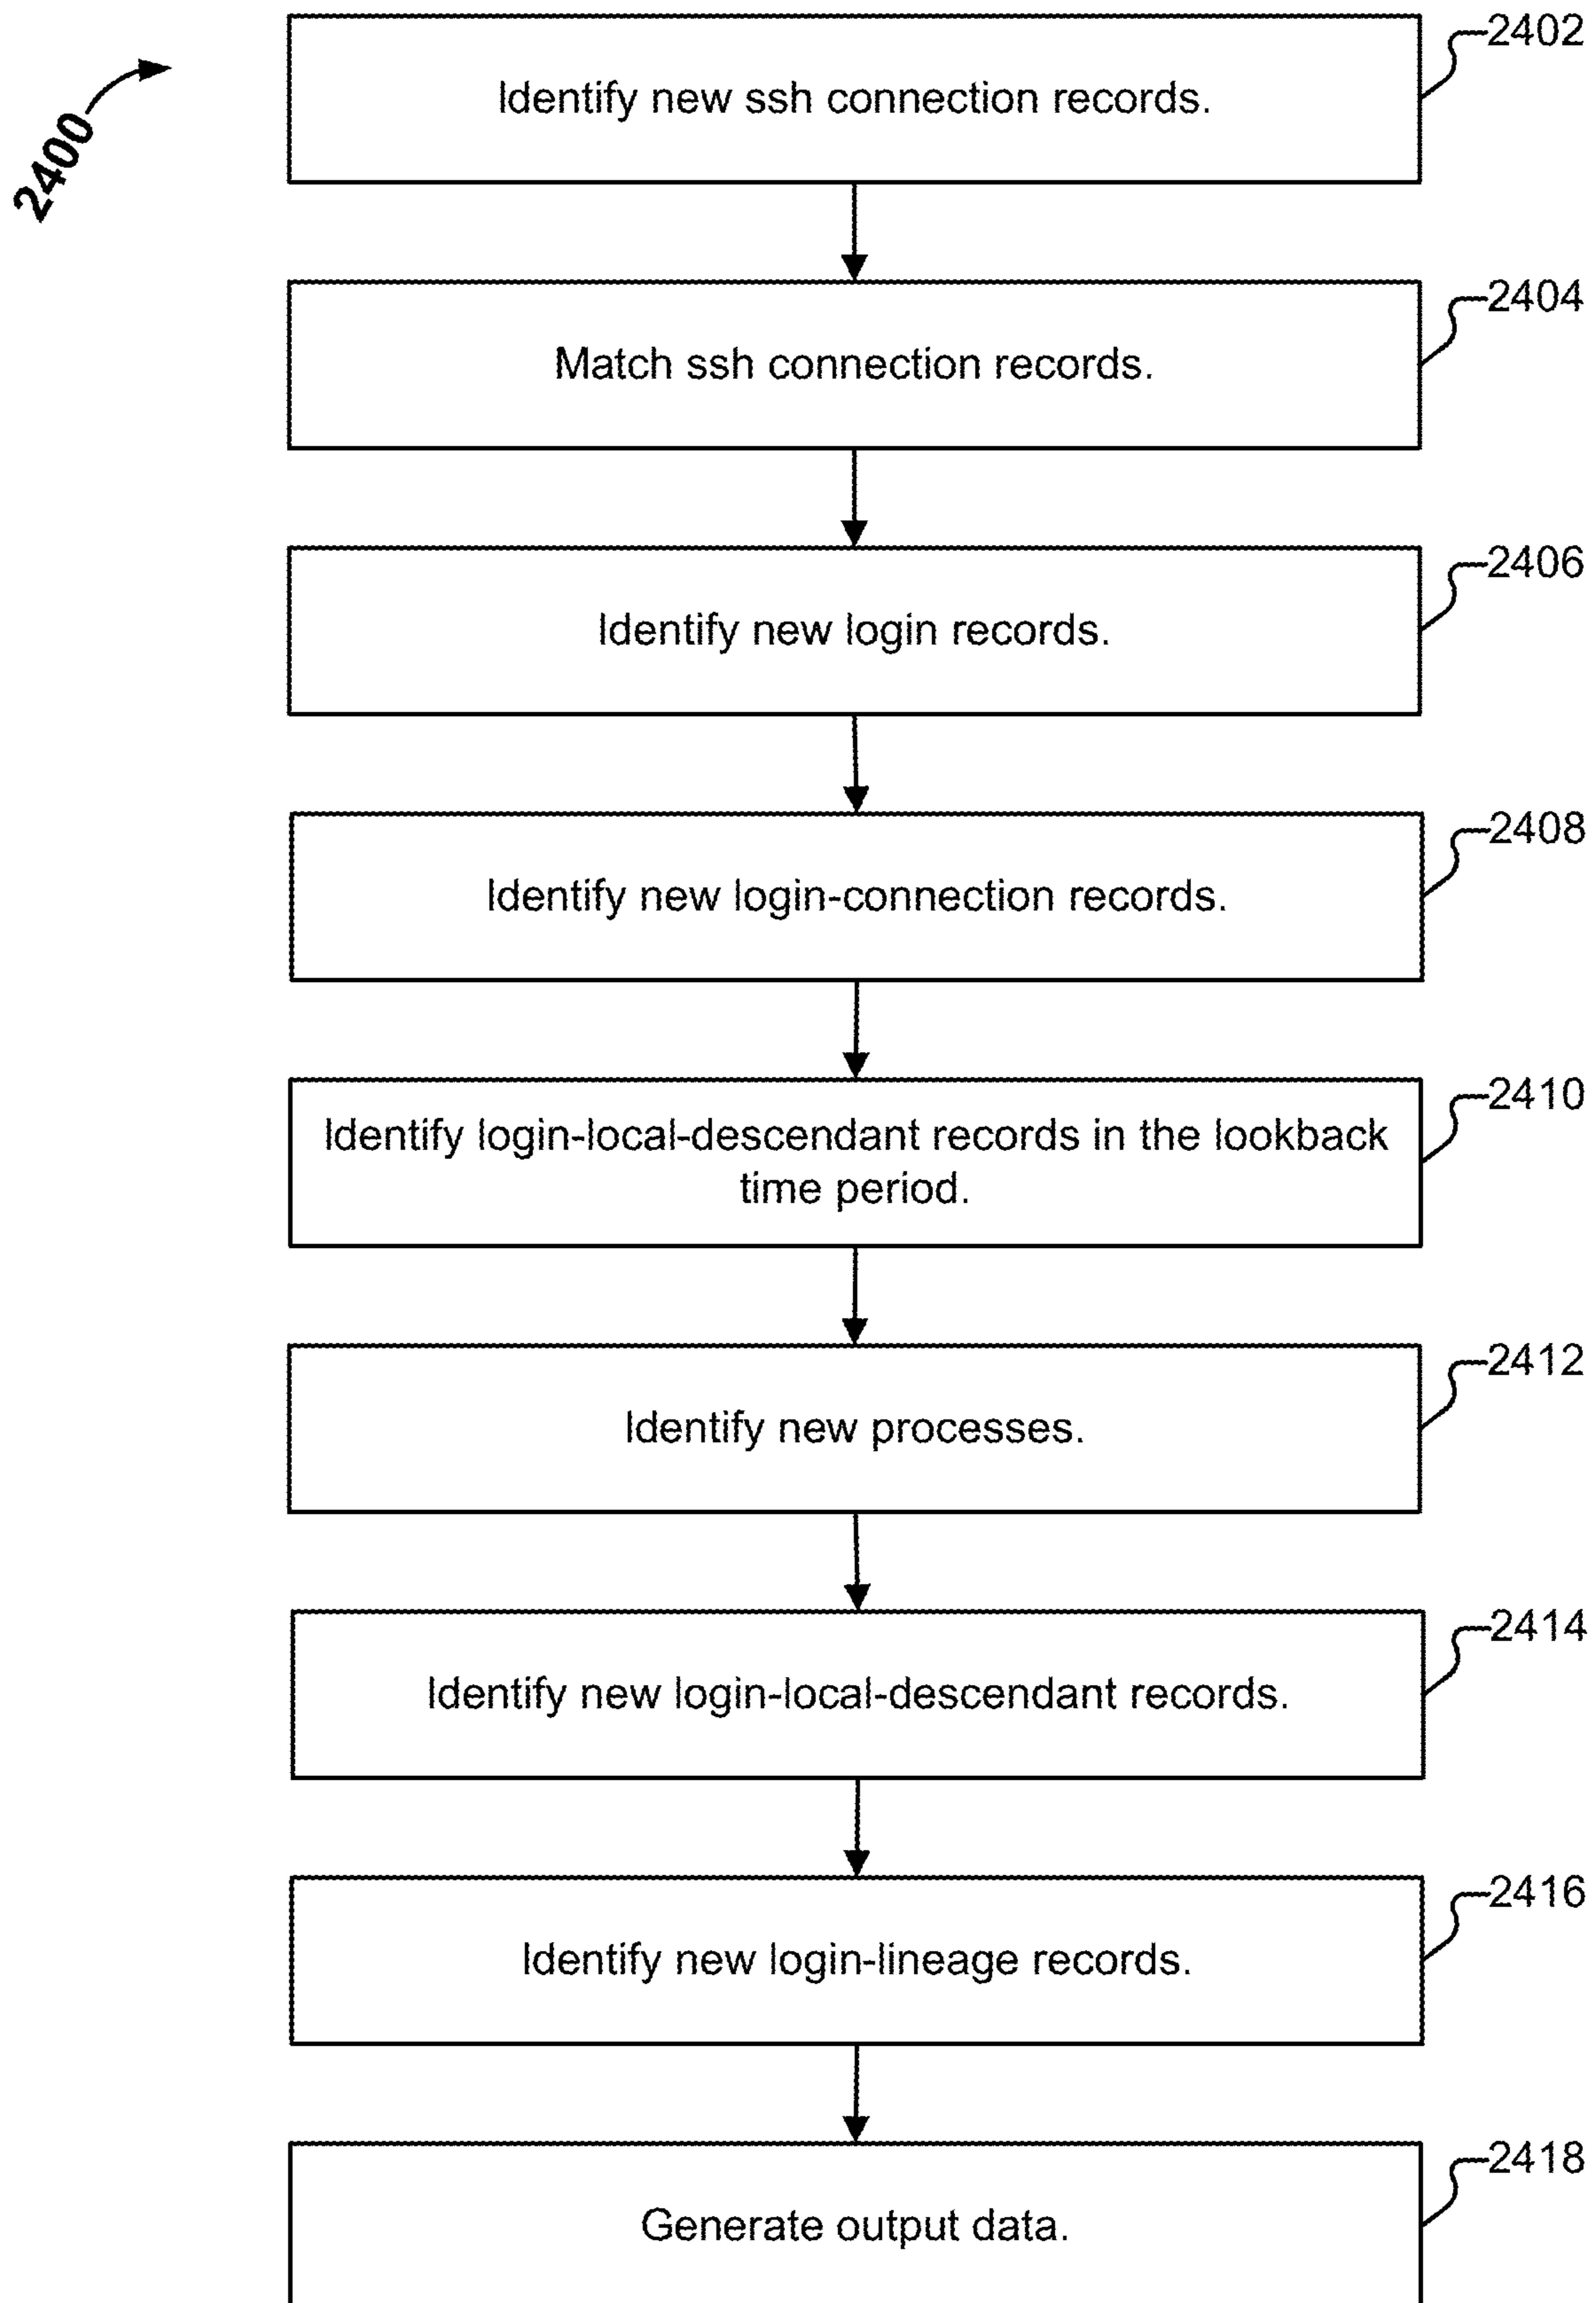 2400
2402
Identify new ssh connection records.
2404
Match ssh connection records.
2406
Identify new login records.
2408
Identify new login-connection records.
2410
Identify login-local-descendant records in the lookback
time period.
2412
Identify new processes.
2414
Identify new login-local-descendant records.
2416
Identify new login-lineage records.
2418
Generate output data.